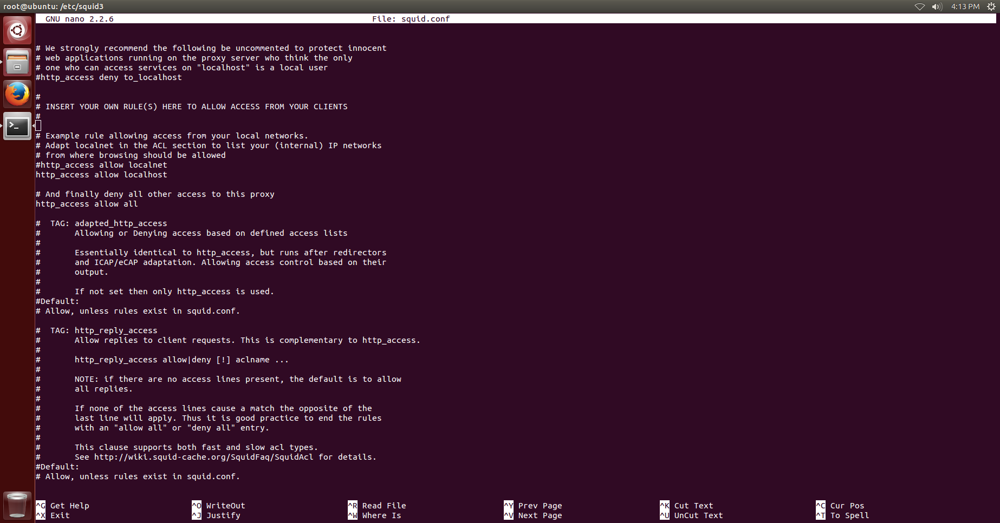 root@ubuntu: /etc/squid3
4:13 PM
GNU nano 2.2.6 File: squid.conf
# We strongly recommend the following be uncommented to protect innocent
# web applications running on the proxy server who think the only
# one who can access services on "localhost" is a local user
#http_access deny to_localhost
#
# INSERT YOUR OWN RULE(S) HERE TO ALLOW ACCESS FROM YOUR CLIENTS
#
# Example rule allowing access from your local networks.
# Adapt localnet in the ACL section to list your (internal) IP networks
# from where browsing should be allowed
#http_access allow localnet
http_access allow localhost
# And finally deny all other access to this proxy
http_access allow all
#  TAG: adapted_http_access
#       Allowing or Denying access based on defined access lists
#
#       Essentially identical to http_access, but runs after redirectors
#       and ICAP/eCAP adaptation. Allowing access control based on their
#       output.
#
#       If not set then only http_access is used.
#Default:
# Allow, unless rules exist in squid.conf.
#  TAG: http_reply_access
#       Allow replies to client requests. This is complementary to http_access.
#
#       http_reply_access allow|deny [!] aclname ...
#
#       NOTE: if there are no access lines present, the default is to allow
#       all replies.
#
#       If none of the access lines cause a match the opposite of the
#       last line will apply. Thus it is good practice to end the rules
#       with an "allow all" or "deny all" entry.
#
#       This clause supports both fast and slow acl types.
#       See http://wiki.squid-cache.org/SquidFaq/SquidAcl for details.
#Default:
# Allow, unless rules exist in squid.conf.
^G Get Help ^O WriteOut ^R Read File ^Y Prev Page ^K Cut Text ^C Cur Pos
^X Exit ^J Justify ^W Where Is ^V Next Page ^U UnCut Text ^T To Spell